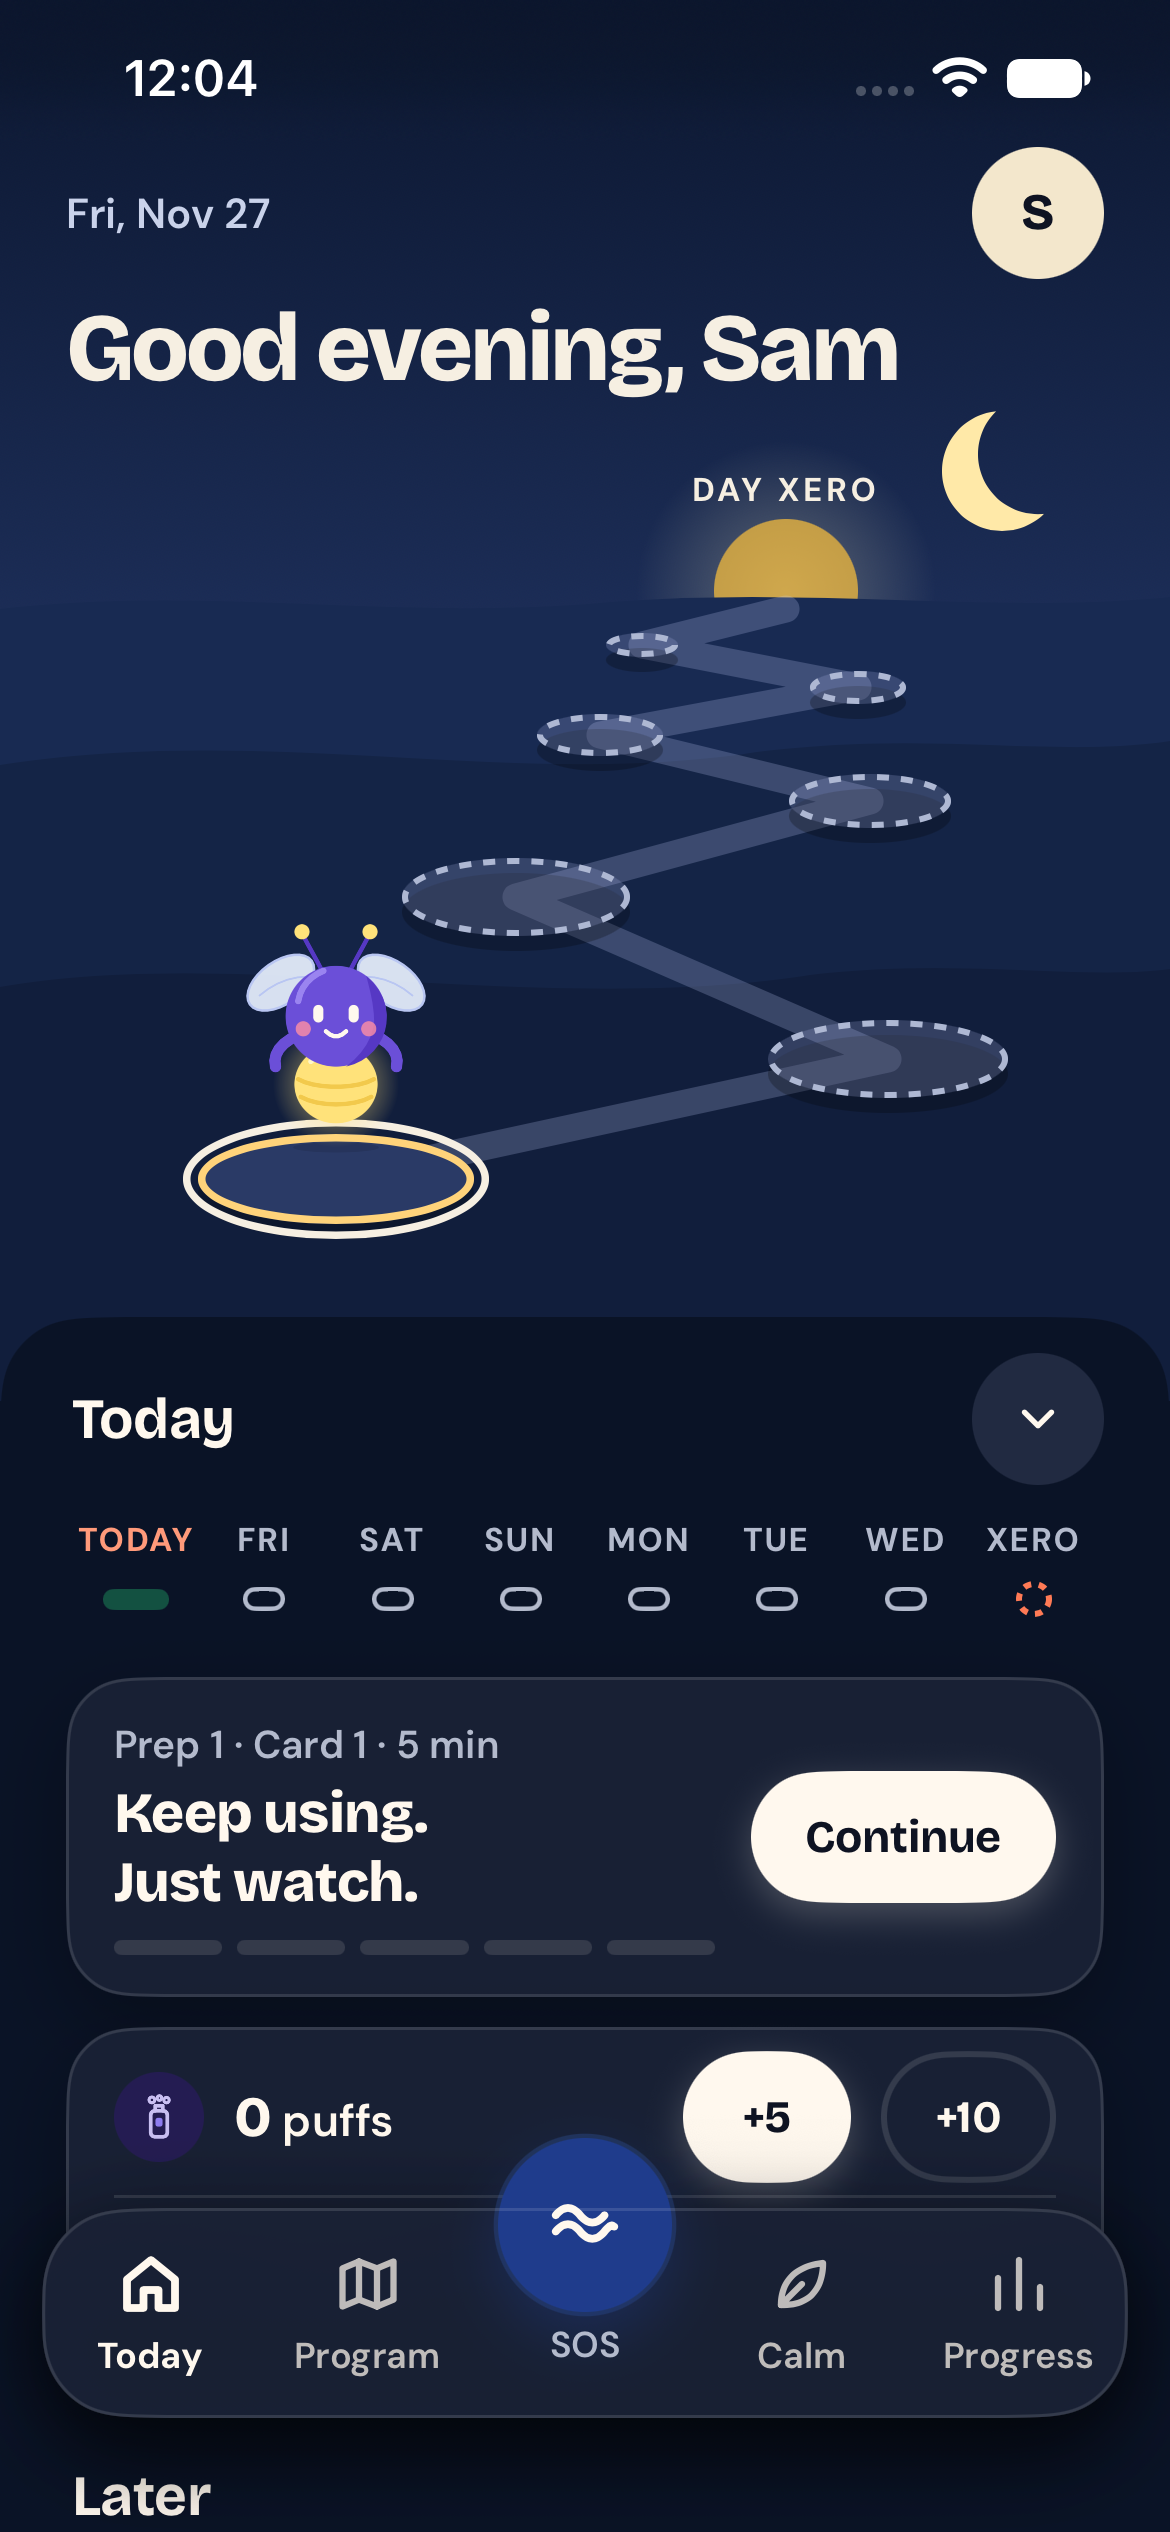 12:04
Fri, Nov 27
S
Good evening, Sam
DAY XERO
Today
TODAY FRI SAT SUN MON TUE WED XERO
Prep 1 · Card 1 · 5 min
Keep using.
Just watch.
Continue
0 puffs
+5
+10
Today
Program
SOS
Calm
Progress
Later